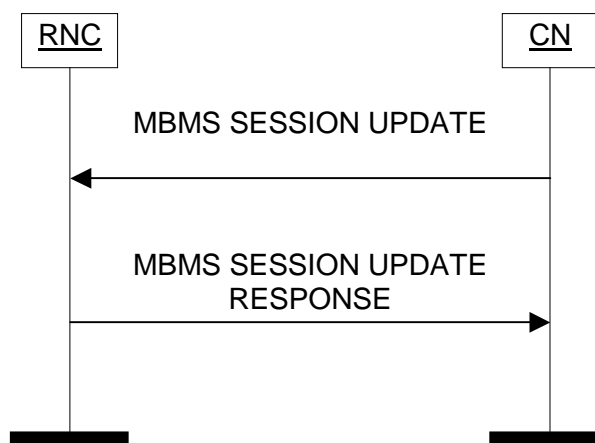 RNC
CN
MBMS SESSION UPDATE
MBMS SESSION UPDATE
RESPONSE